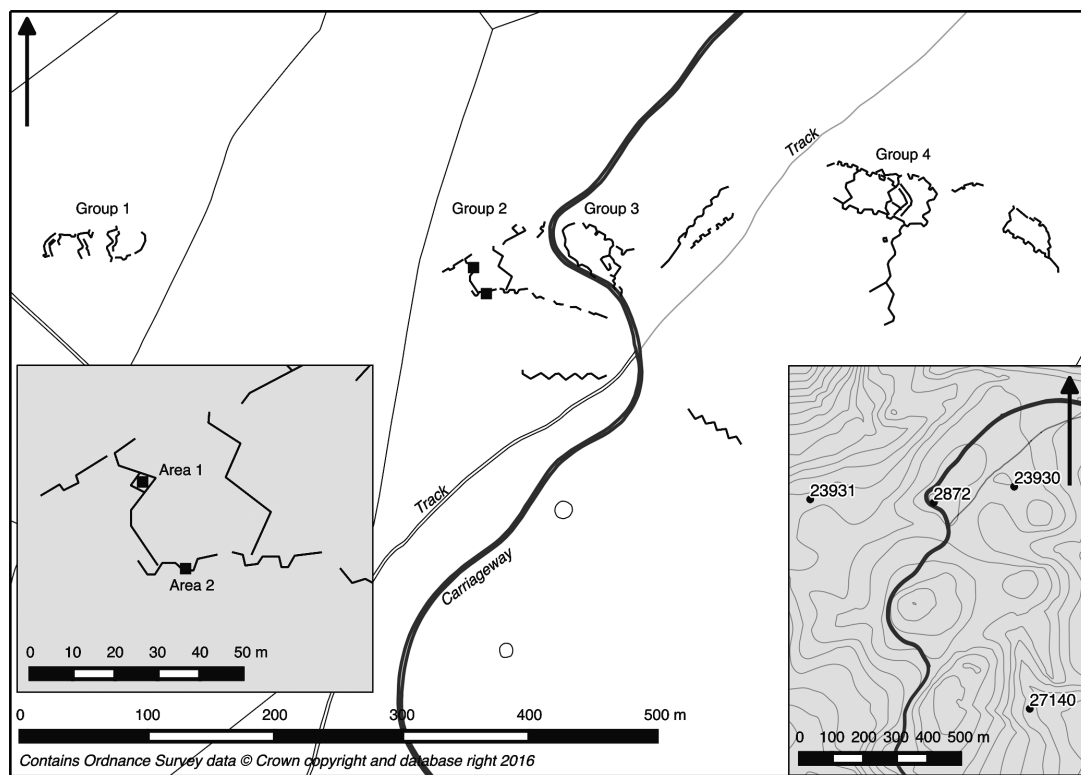 Track
Group 4
Group 1
Group 2
Group 3
Area 1
Area 2
0 10 20 30 40 50 m
Track
Carriageway
23931
2872
23930
27140
0 100 200 300 400 500 m
0 100 200 300 400 500 m
Contains Ordnance Survey data © Crown copyright and database right 2016